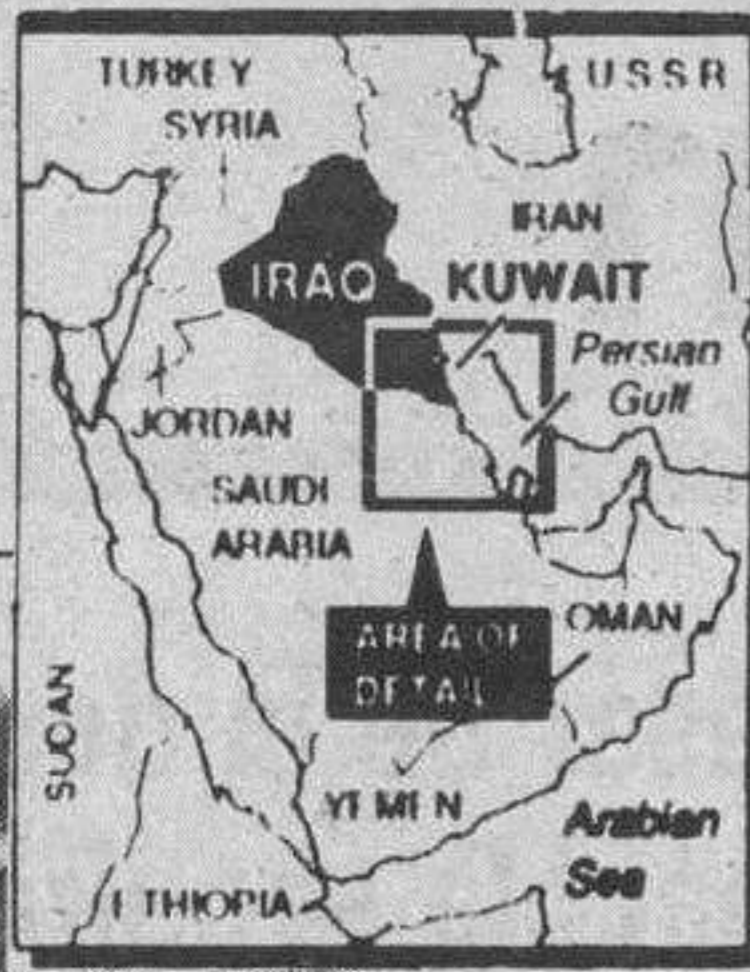 TURKEY
USSR
SYRIA
IRAN
IRAQ
KUWAIT
Persian
Gulf
JORDAN
SAUDI
ARABIA
AREA OF
DETAIL
OMAN
SUDAN
YEMEN
Arabian
Sea
ETHIOPIA